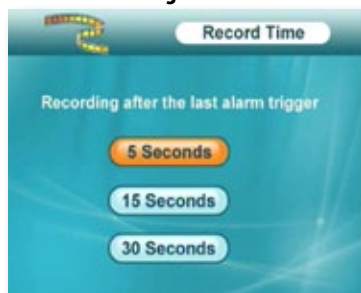 Record Time
Recording after the last alarm trigger
5 Seconds
15 Seconds
30 Seconds